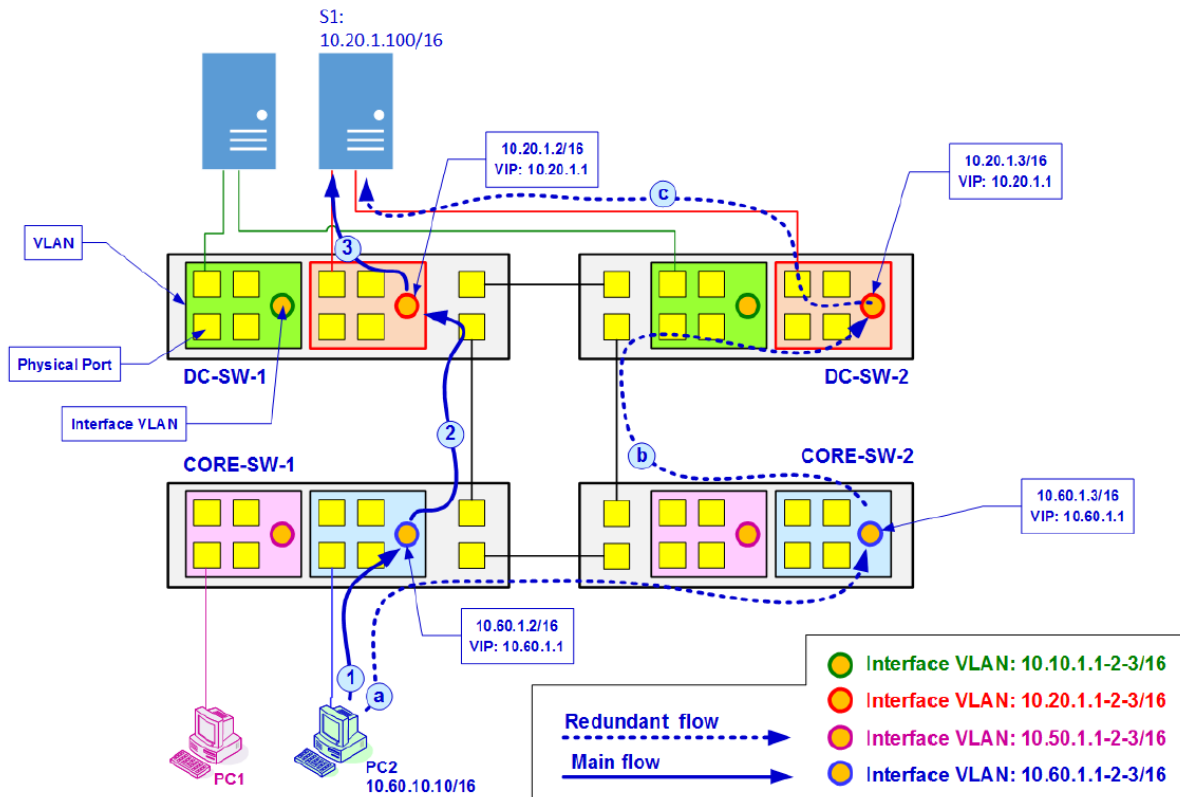 S1:
10.20.1.100/16
10.20.1.2/16
VIP: 10.20.1.1
10.20.1.3/16
VIP: 10.20.1.1
c
VLAN
3
Physical Port
DC-SW-1
DC-SW-2
Interface VLAN
2
b
CORE-SW-1
CORE-SW-2
10.60.1.3/16
VIP: 10.60.1.1
10.60.1.2/16
VIP: 10.60.1.1
1
a
PC1
PC2
10.60.10.10/16
Redundant flow
Main flow
Interface VLAN: 10.10.1.1-2-3/16
Interface VLAN: 10.20.1.1-2-3/16
Interface VLAN: 10.50.1.1-2-3/16
Interface VLAN: 10.60.1.1-2-3/16